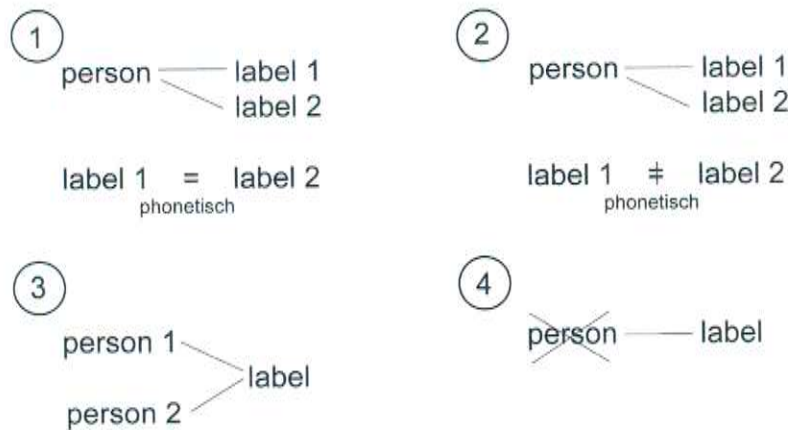 1
person label 1
label 2
label 1 = label 2
phonetisch
2
person label 1
label 2
label 1 ≠ label 2
phonetisch
3
person 1
label
person 2
4
person label